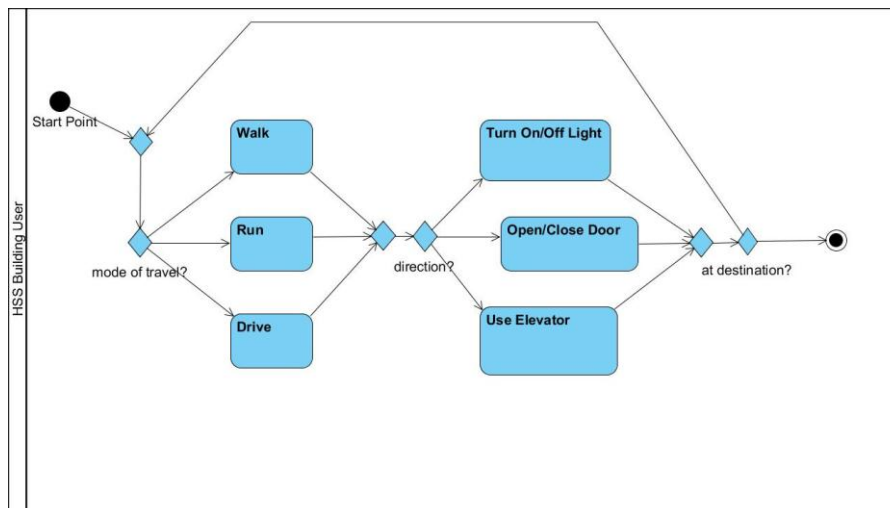 HSS Building User
Start Point
Walk
Turn On/Off Light
Run
Open/Close Door
mode of travel?
direction?
at destination?
Drive
Use Elevator